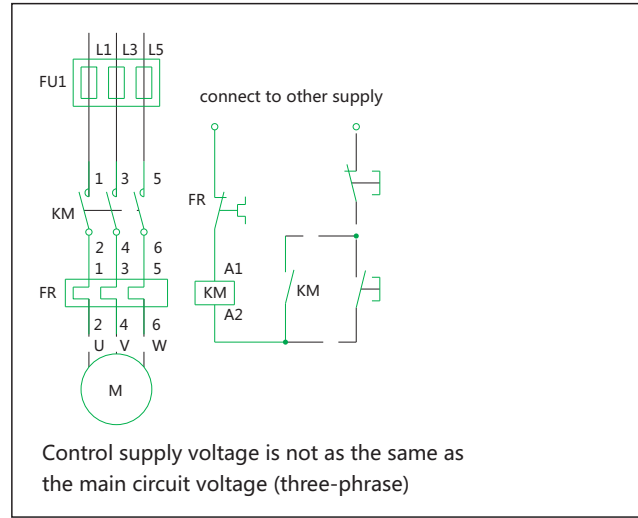 L1 L3 L5
FU1
connect to other supply
1 3 5
KM
FR
2 4 6
1 3 5
A1
FR
KM
KM
A2
2 4 6
U V W
M
Control supply voltage is not as the same as
the main circuit voltage (three-phrase)